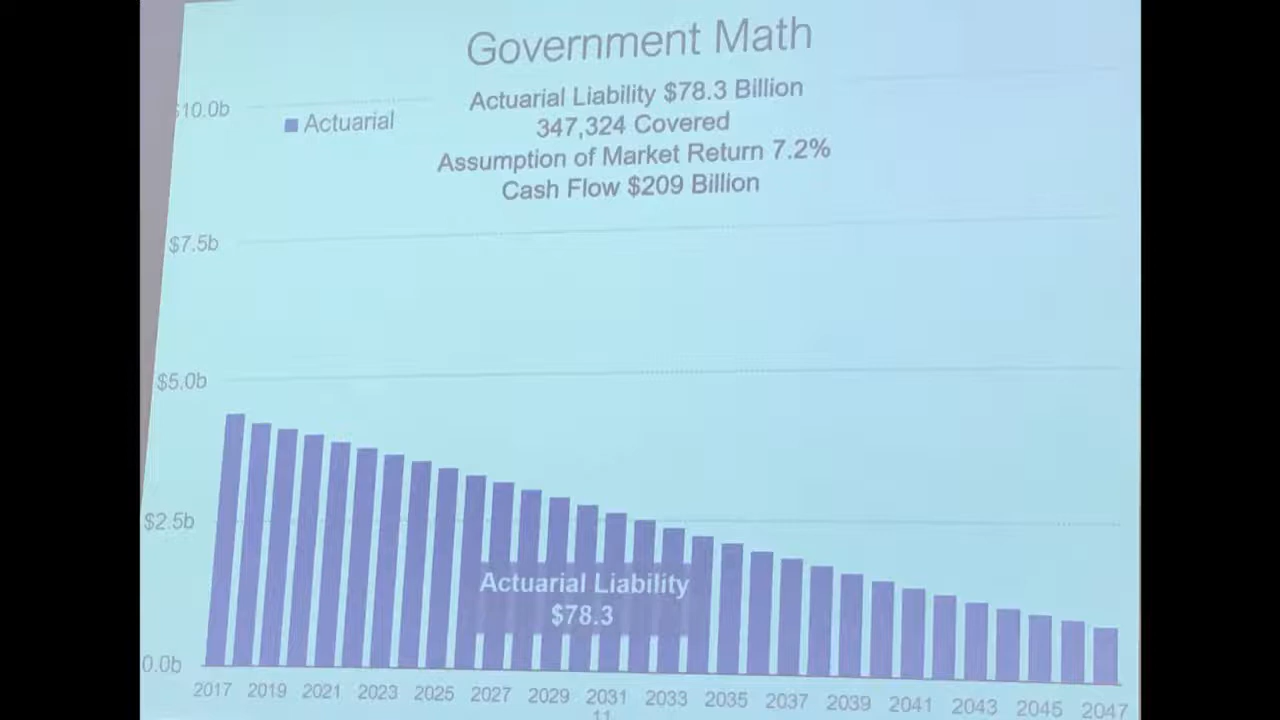 Government Math
Actuarial Liability $78.3 Billion
347,324 Covered
Assumption of Market Return 7.2%
Cash Flow $209 Billion
Actuarial
$10.0b
$7.5b
$5.0b
$2.5b
0.0b
Actuarial Liability
$78.3
2017 2019 2021 2023 2025 2027 2029 2031 2033 2035 2037 2039 2041 2043 2045 2047
11